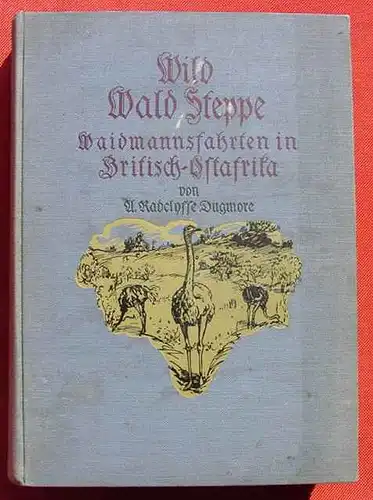 Wild
Wald Steppe
Waidmannsfahrten in
Britisch-Ostafrika
von
A. Radclyffe Dugmore